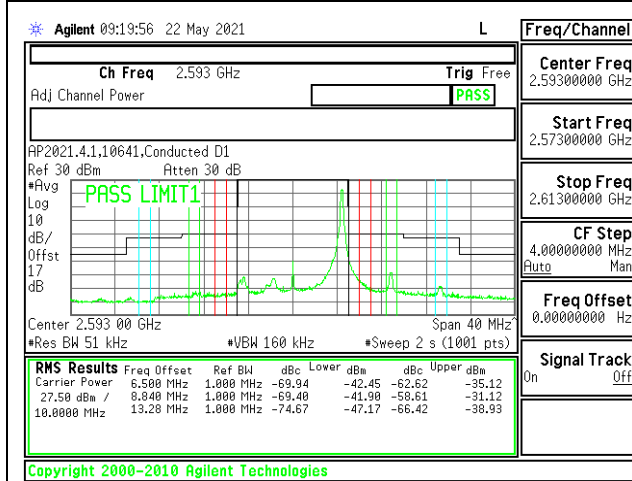 Agilent 09:19:56 22 May 2021 L
Freq/Channel
Ch Freq 2.593 GHz Trig Free
Adj Channel Power PASS
Center Freq
2.59300000 GHz
Start Freq
2.57300000 GHz
AP2021.4.1,10641,Conducted D1
Ref 30 dBm Atten 30 dB
#Avg
Log
10
dB/
Offst
17
dB
PASS LIMIT1
Stop Freq
2.61300000 GHz
CF Step
4.00000000 MHz
Auto Man
Freq Offset
0.00000000 Hz
Center 2.593 00 GHz Span 40 MHz^
#Res BW 51 kHz #VBW 160 kHz #Sweep 2 s (1001 pts)
Signal Track
On Off
RMS Results Freq Offset Ref BW dBc Lower dBm dBc Upper dBm
Carrier Power 6.500 MHz 1.000 MHz -69.94 -42.45 -62.62 -35.12
27.50 dBm / 8.840 MHz 1.000 MHz -69.40 -41.90 -58.61 -31.12
10.0000 MHz 13.28 MHz 1.000 MHz -74.67 -47.17 -66.42 -38.93
Copyright 2000-2010 Agilent Technologies